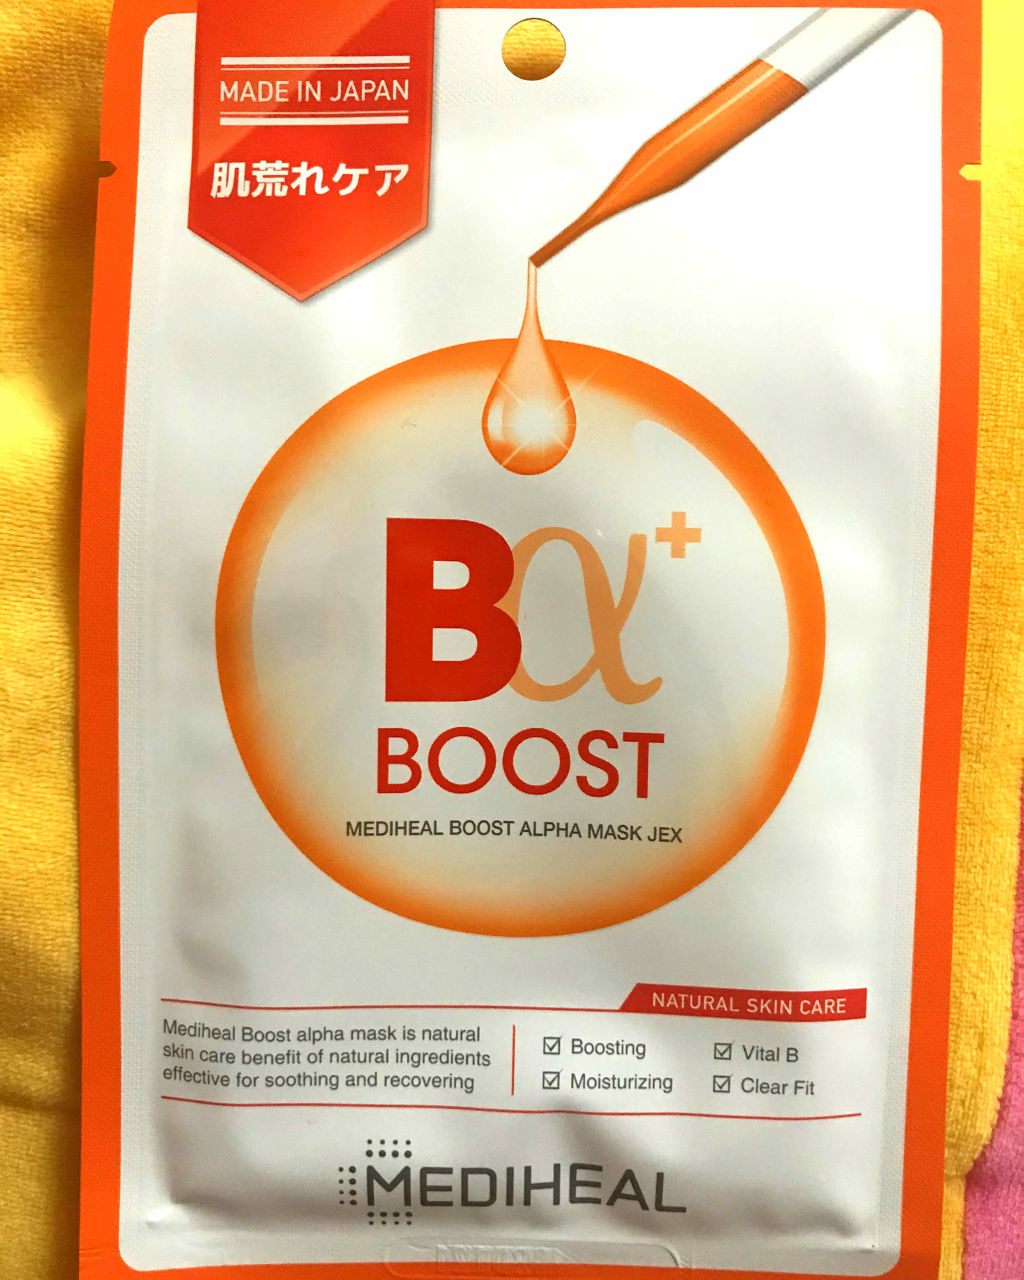 MADE IN JAPAN
肌荒れケア
Bα+
BOOST
MEDIHEAL BOOST ALPHA MASK JEX
NATURAL SKIN CARE
Mediheal Boost alpha mask is natural
skin care benefit of natural ingredients
effective for soothing and recovering
☑ Boosting ☑ Vital B
☑ Moisturizing ☑ Clear Fit
MEDIHEAL